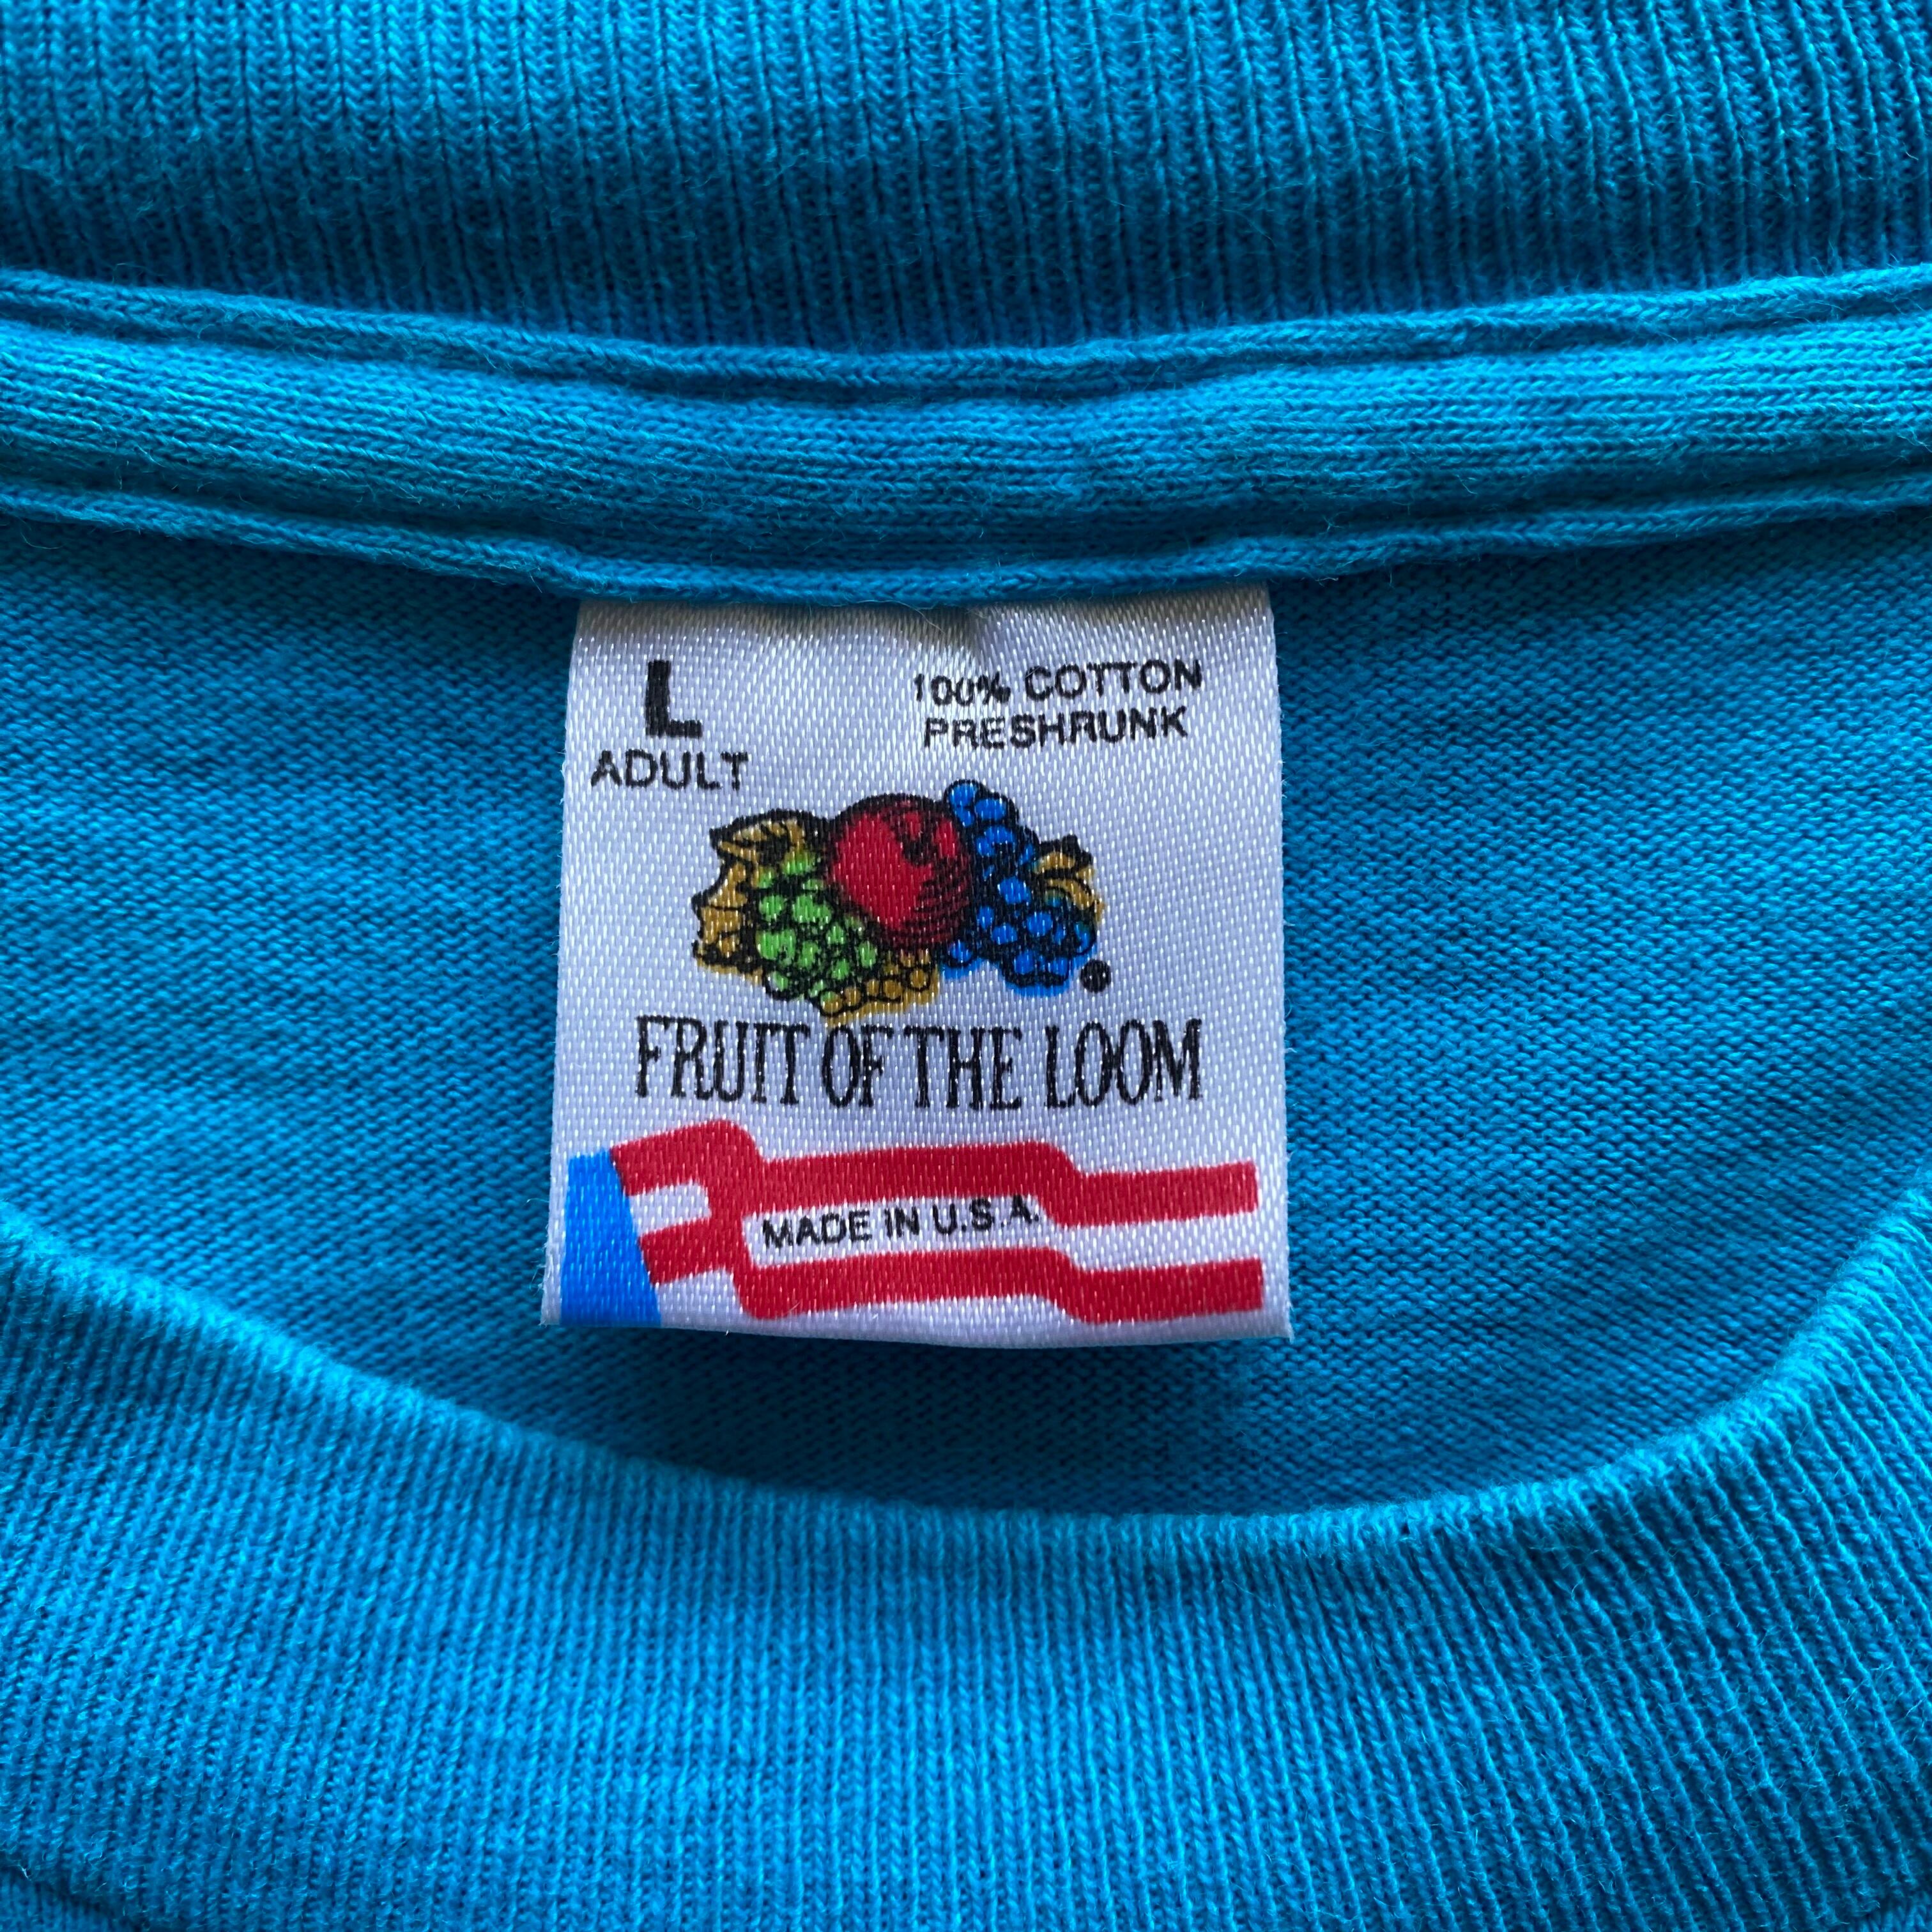 L
ADULT
100% COTTON
PRESHRUNK
®
FRUIT OF THE LOOM
MADE IN U.S.A.